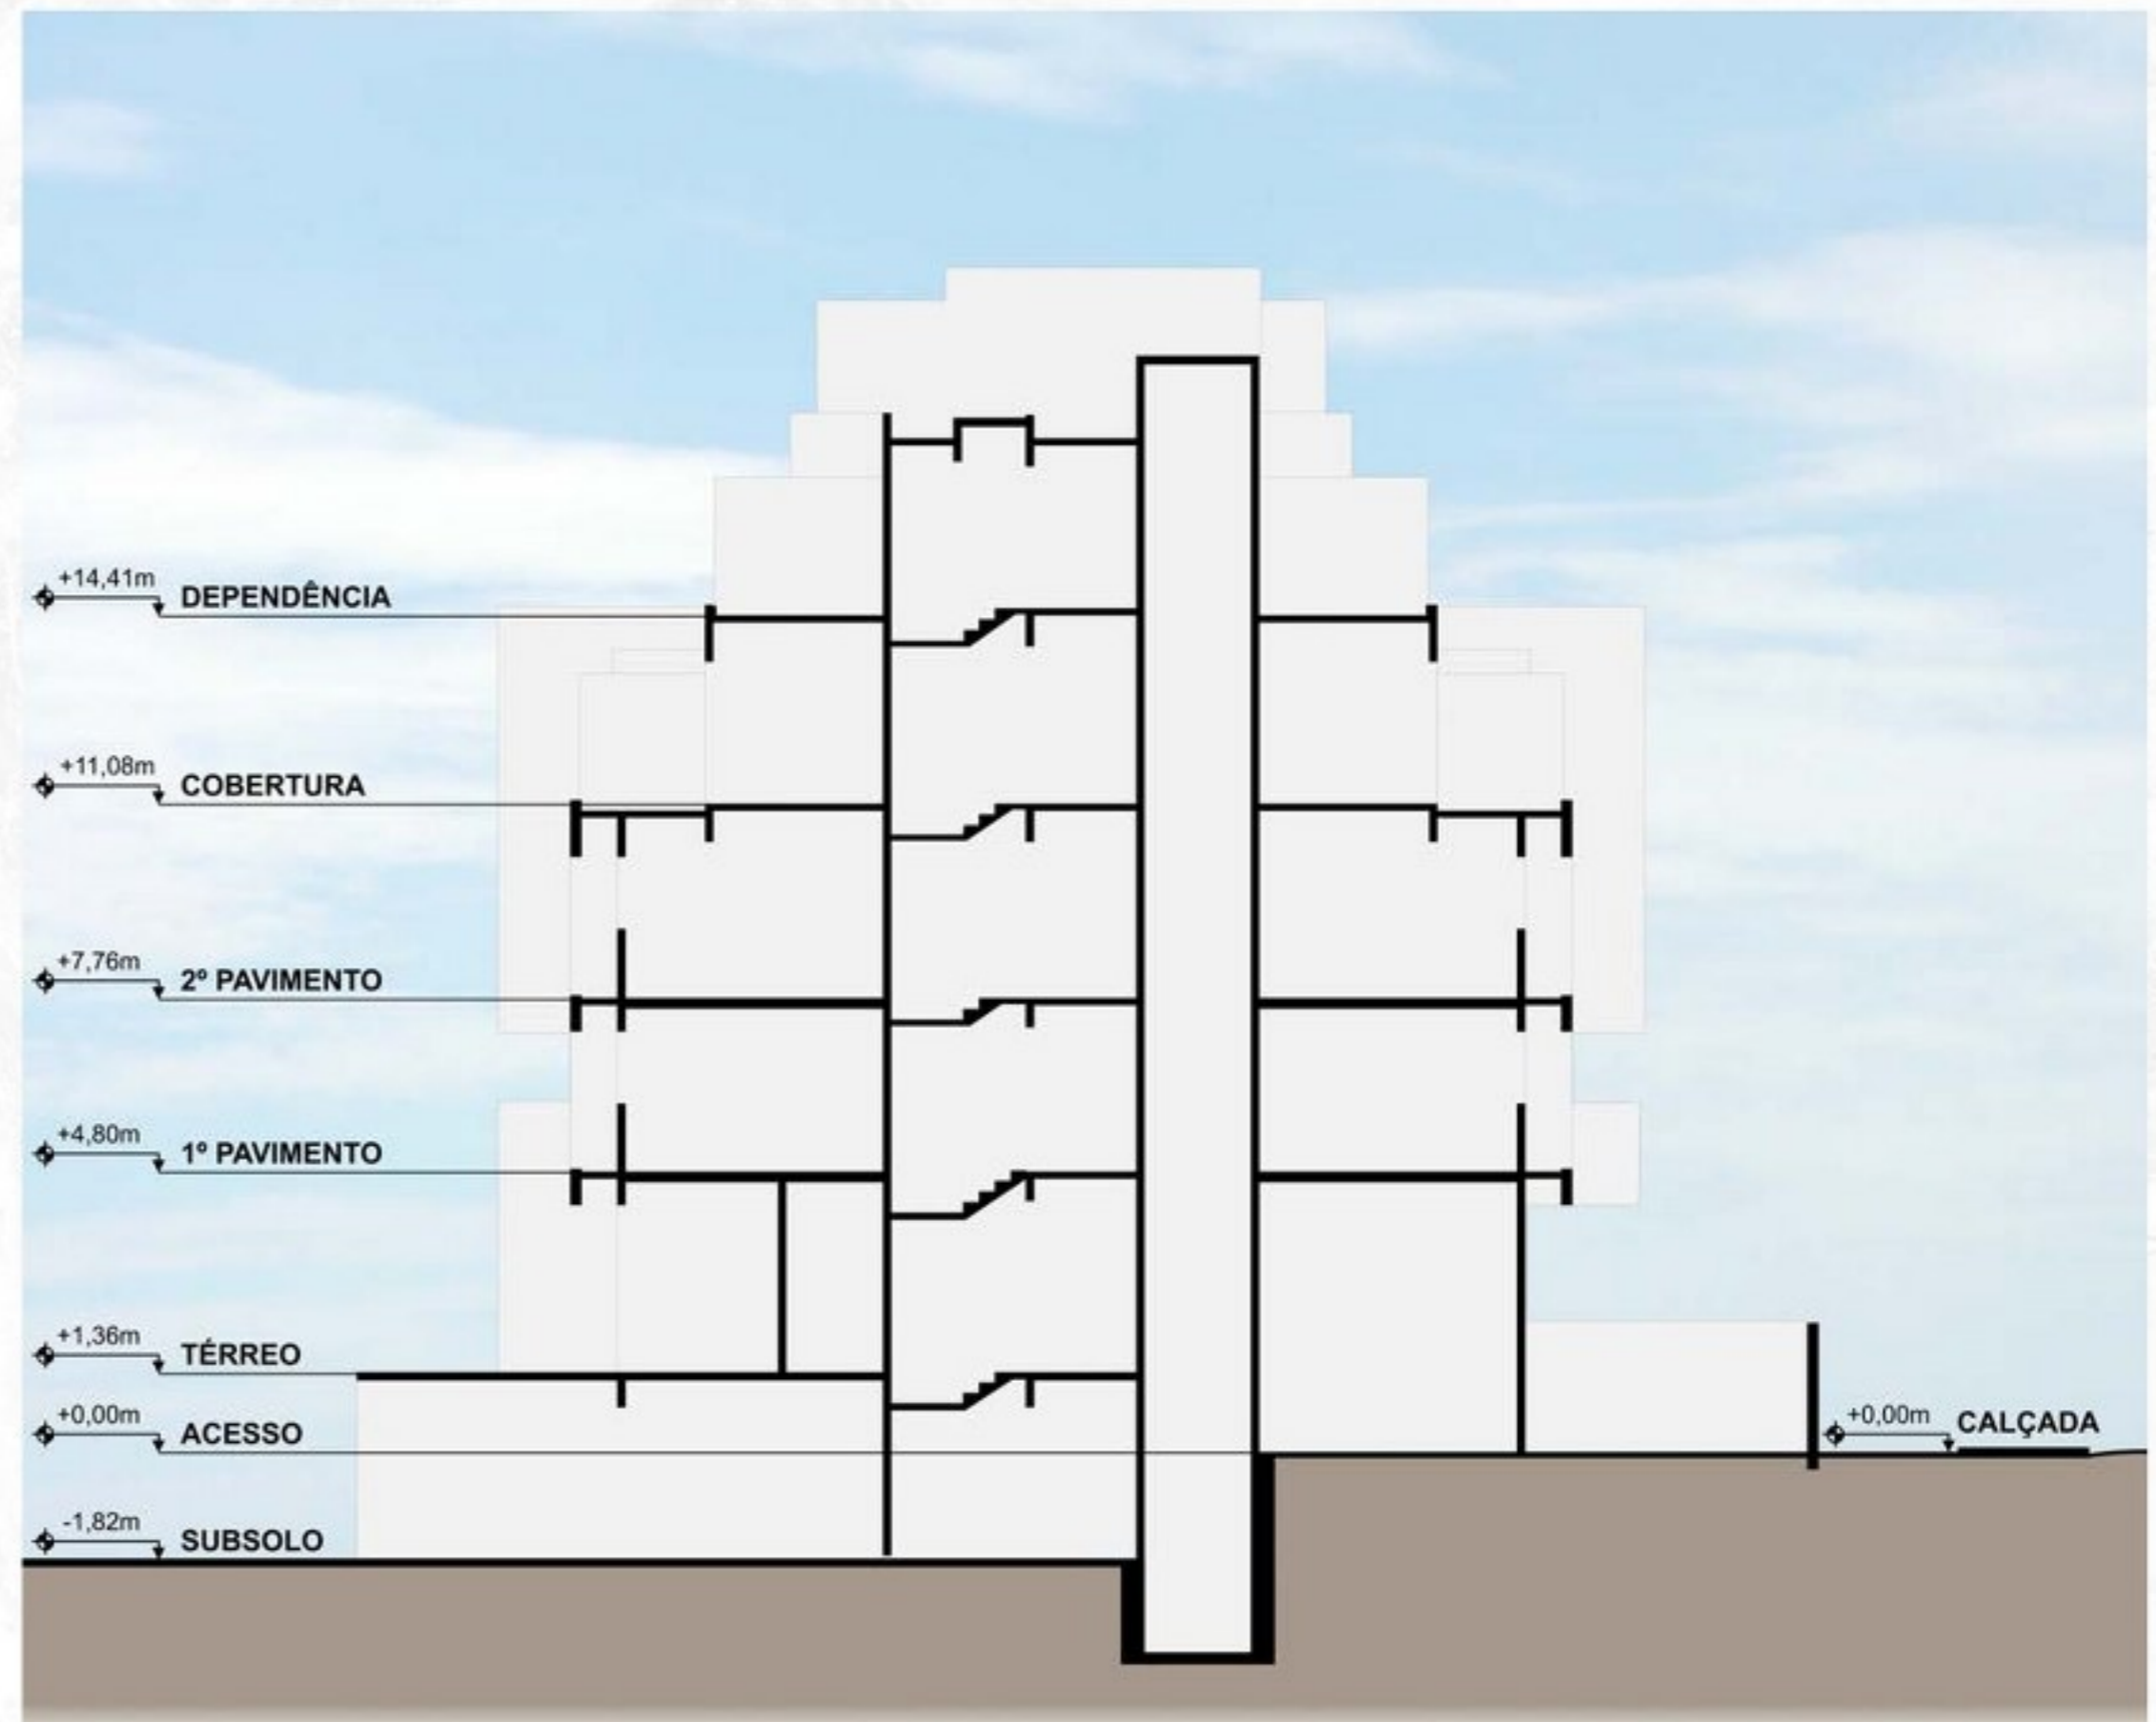 +14,41m
DEPENDÊNCIA
+11,08m
COBERTURA
+7,76m
2º PAVIMENTO
+4,80m
1º PAVIMENTO
+1,36m
TÉRREO
+0,00m
ACESSO
+0,00m
CALÇADA
-1,82m
SUBSOLO